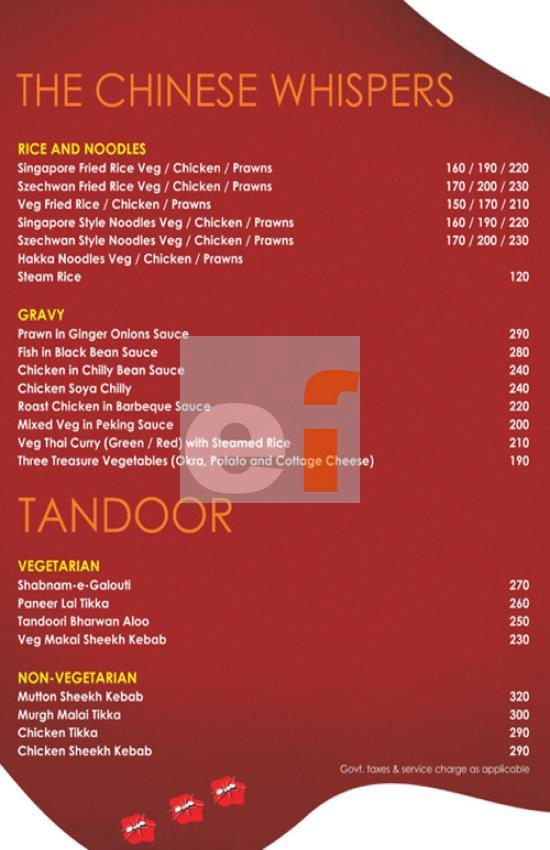 THE CHINESE WHISPERS
RICE AND NOODLES
Singapore Fried Rice Veg / Chicken / Prawns 160 / 190 / 220
Szechwan Fried Rice Veg / Chicken / Prawns 170 / 200 / 230
Veg Fried Rice / Chicken / Prawns 150 / 170 / 210
Singapore Style Noodles Veg / Chicken / Prawns 160 / 190 / 220
Szechwan Style Noodles Veg / Chicken / Prawns 170 / 200 / 230
Hakka Noodles Veg / Chicken / Prawns
Steam Rice 120
GRAVY
Prawn in Ginger Onions Sauce 290
Fish in Black Bean Sauce 280
Chicken in Chilly Bean Sauce 240
Chicken Soya Chilly 240
Roast Chicken in Barbeque Sauce 220
Mixed Veg in Peking Sauce 200
Veg Thai Curry (Green / Red) with Steamed Rice 210
Three Treasure Vegetables (Okra, Potato and Cottage Cheese) 190
ef
TANDOOR
VEGETARIAN
Shabnam-e-Galouti 270
Paneer Lal Tikka 260
Tandoori Bharwan Aloo 250
Veg Makai Sheekh Kebab 230
NON-VEGETARIAN
Mutton Sheekh Kebab 320
Murgh Malai Tikka 300
Chicken Tikka 290
Chicken Sheekh Kebab 290
Govt. taxes & service charge as applicable